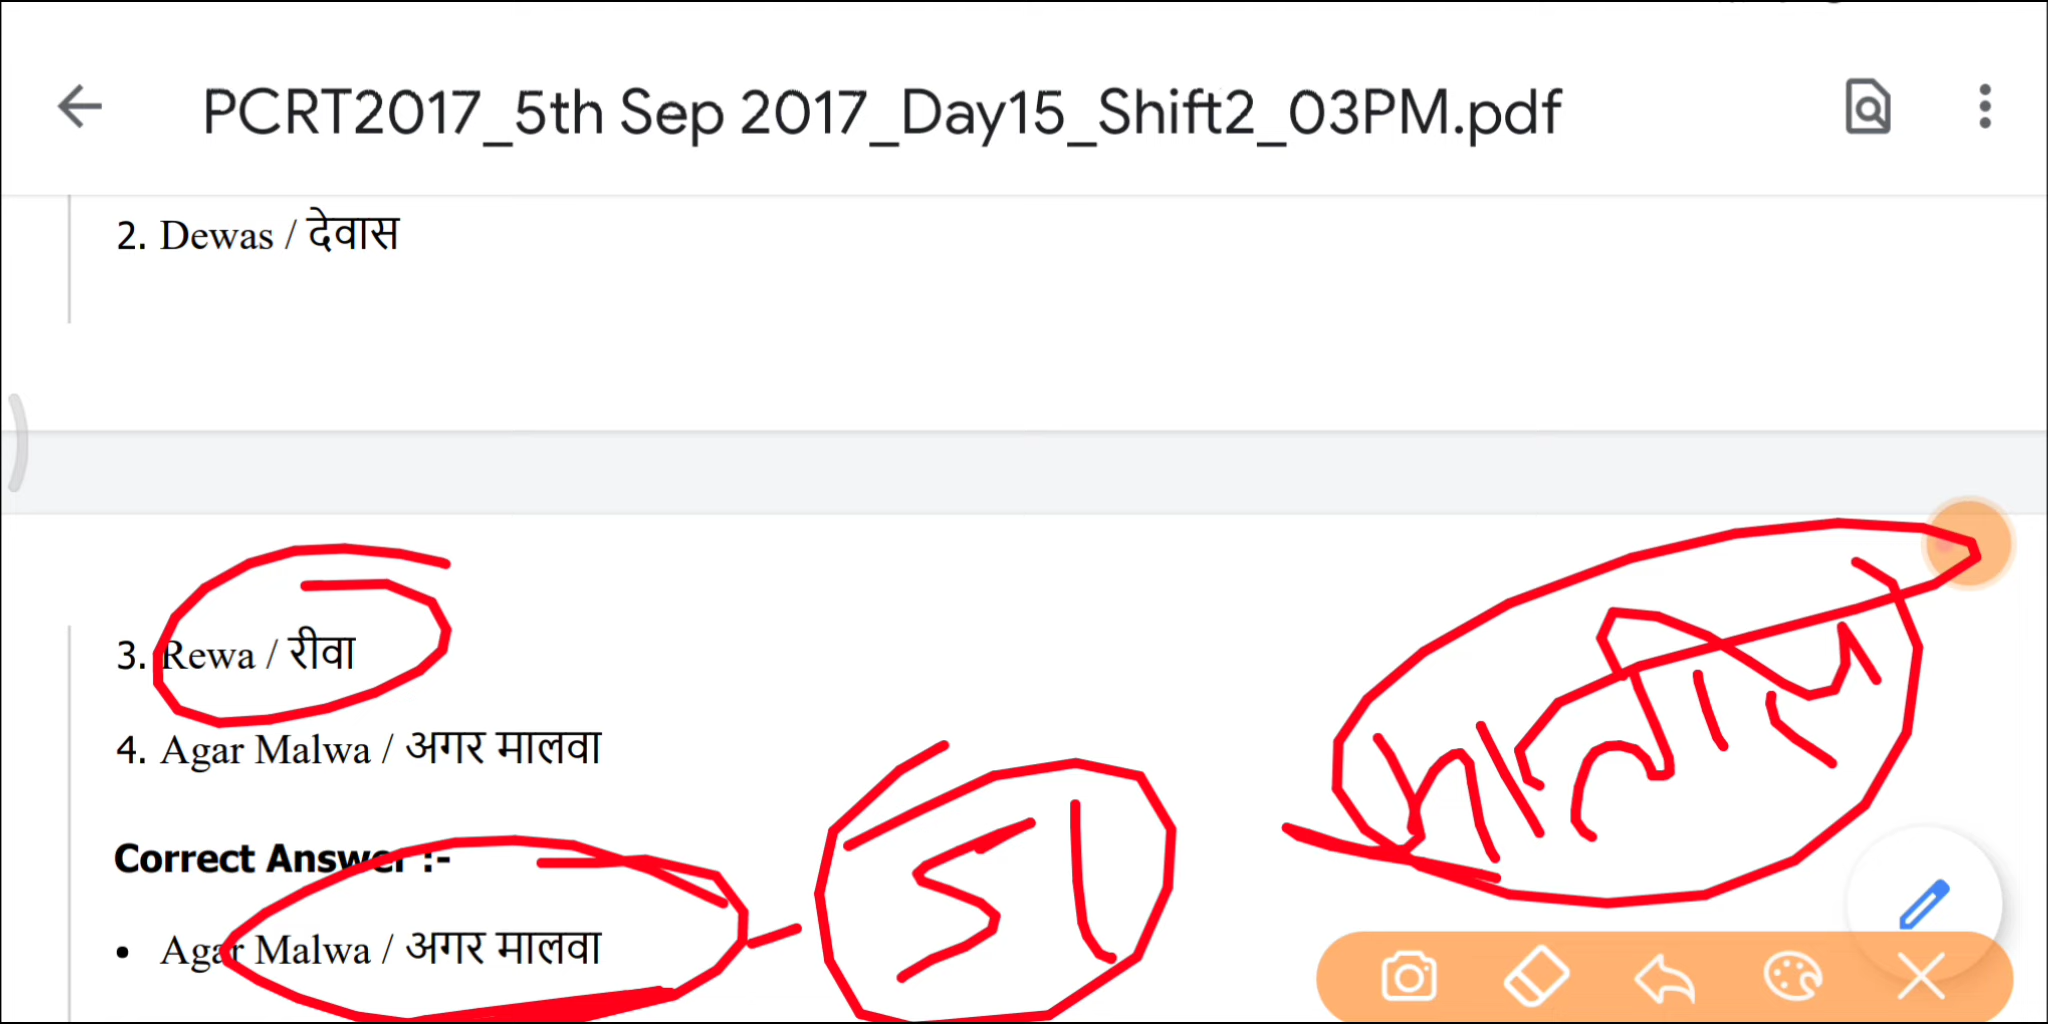 PCRT2017_5th Sep 2017_Day15_Shift2_03PM.pdf
2. Dewas / देवास
3. Rewa / रीवा
4. Agar Malwa / अगर मालवा
Correct Answer :-
• Agar Malwa / अगर मालवा
51